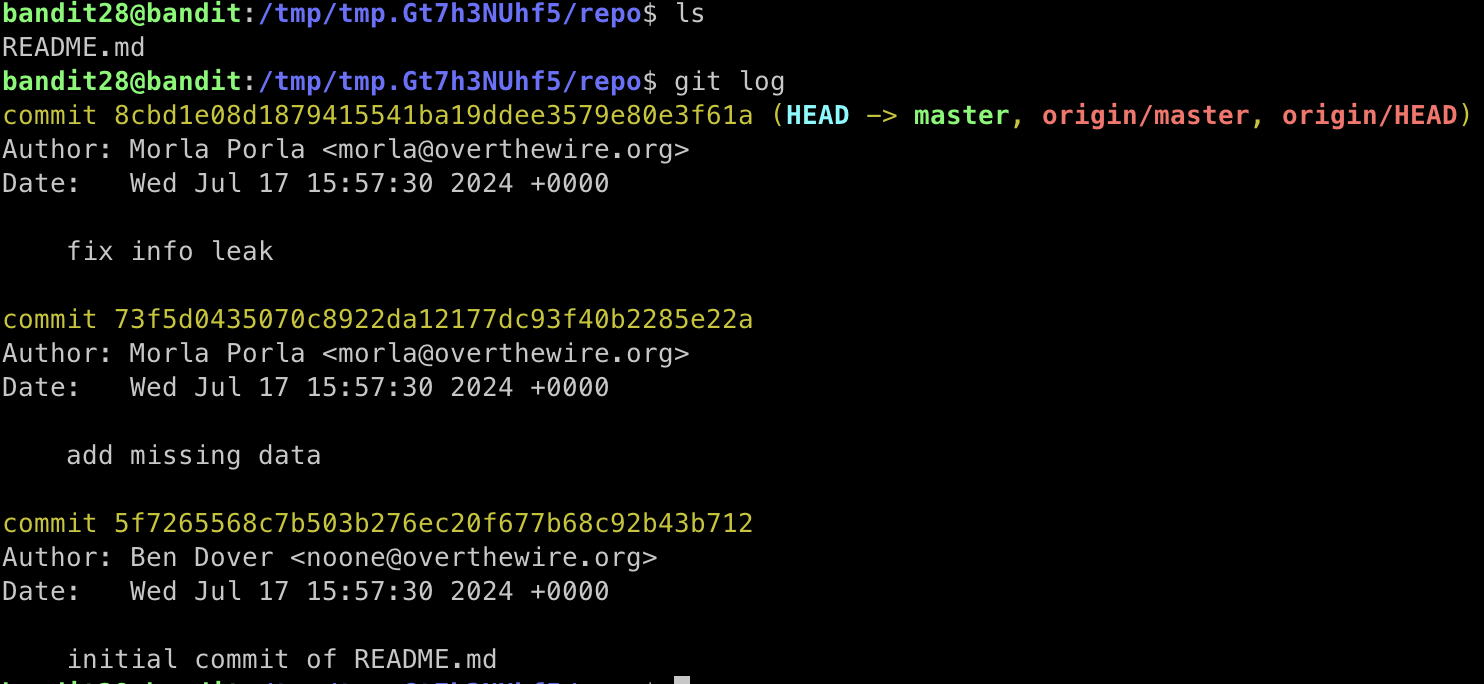 bandit28@bandit:/tmp/tmp.Gt7h3NUhf5/repo$ ls
README.md
bandit28@bandit:/tmp/tmp.Gt7h3NUhf5/repo$ git log
commit 8cbd1e08d1879415541ba19ddee3579e80e3f61a (HEAD -> master, origin/master, origin/HEAD)
Author: Morla Porla <morla@overthewire.org>
Date:   Wed Jul 17 15:57:30 2024 +0000

    fix info leak

commit 73f5d0435070c8922da12177dc93f40b2285e22a
Author: Morla Porla <morla@overthewire.org>
Date:   Wed Jul 17 15:57:30 2024 +0000

    add missing data

commit 5f7265568c7b503b276ec20f677b68c92b43b712
Author: Ben Dover <noone@overthewire.org>
Date:   Wed Jul 17 15:57:30 2024 +0000

    initial commit of README.md